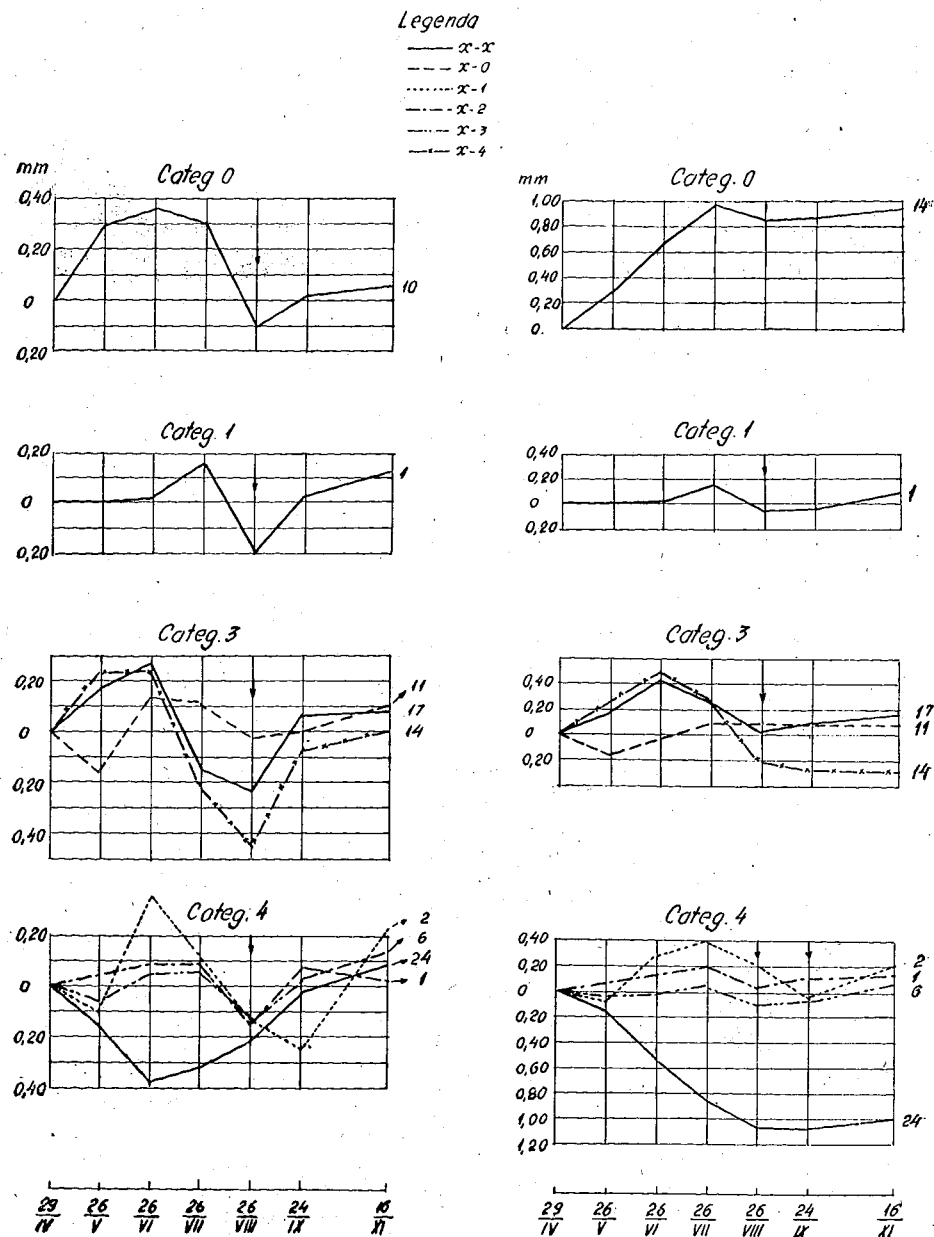 Legenda
x-x
x-0
x-1
x-2
x-3
x-4
mm
Categ 0
0,40
0,20
0
0,20
10
mm
Categ. 0
1,00
0,80
0,60
0,40
0,20
0.
14
Categ. 1
0,20
0
0,20
1
Categ. 1
0,40
0,20
0
0,20
1
Categ. 3
0,20
0
0,20
0,40
11
17
14
Categ. 3
0,40
0,20
0
0,20
17
11
14
Categ. 4
0,20
0
0,20
0,40
2
6
24
1
Categ. 4
0,40
0,20
0
0,20
0,40
0,60
0,80
1,00
1,20
2
1
6
24
29 26 26 26 26 24 16
IV V VI VII VIII IX XI
29 26 26 26 26 24 16
IV V VI VII VIII IX XI